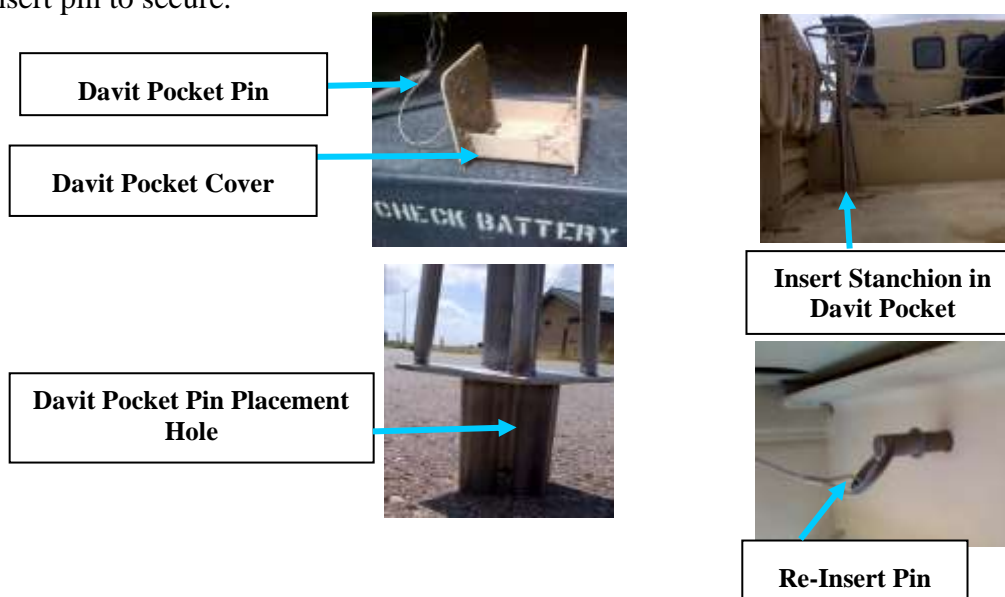 nsert pin to secure.
Davit Pocket Pin
Davit Pocket Cover
CHECK BATTERY
Insert Stanchion in
Davit Pocket
Davit Pocket Pin Placement
Hole
Re-Insert Pin